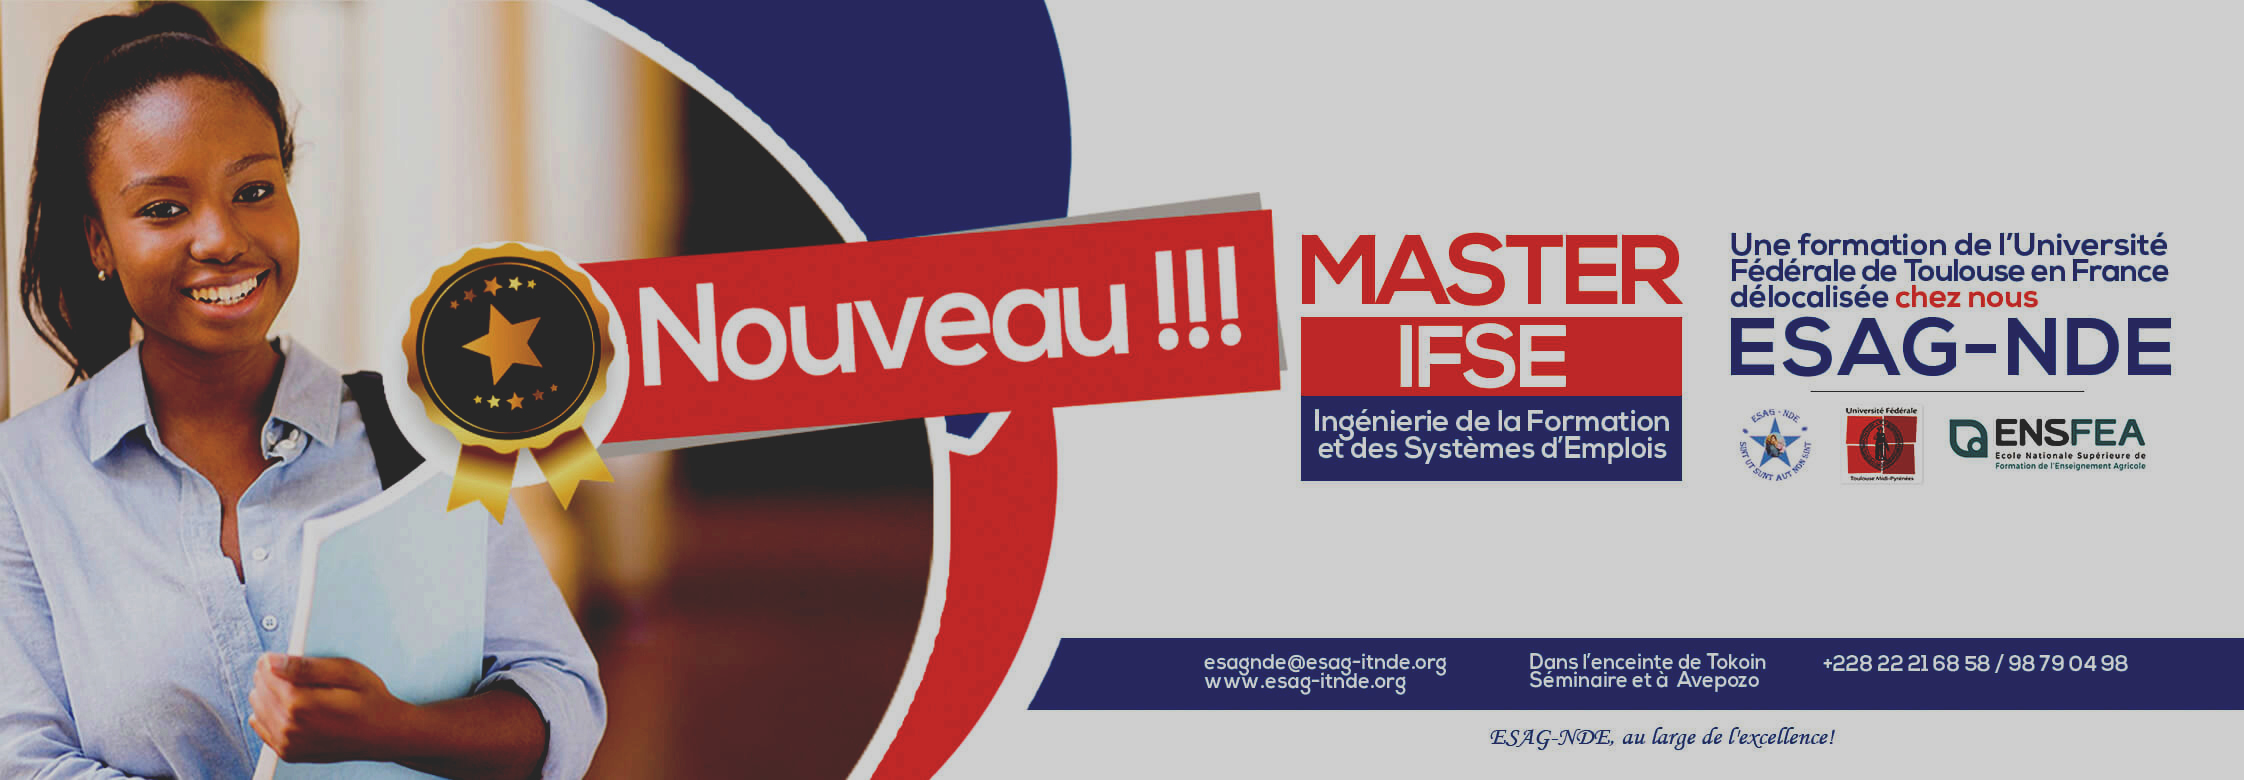 Nouveau !!!
MASTER
IFSE
Ingénierie de la Formation
et des Systèmes d'Emplois
Une formation de l'Université
Fédérale de Toulouse en France
délocalisée chez nous
ESAG-NDE
ESAG - NDE
SINT UT SUNT AUT NON SINT
Université Fédérale
Toulouse Midi-Pyrénées
ENSFEA
Ecole Nationale Supérieure de
Formation de l'Enseignement Agricole
esagnde@esag-itnde.org
www.esag-itnde.org
Dans l'enceinte de Tokoin
Séminaire et à Avepozo
+228 22 21 68 58 / 98 79 04 98
ESAG-NDE, au large de l'excellence!